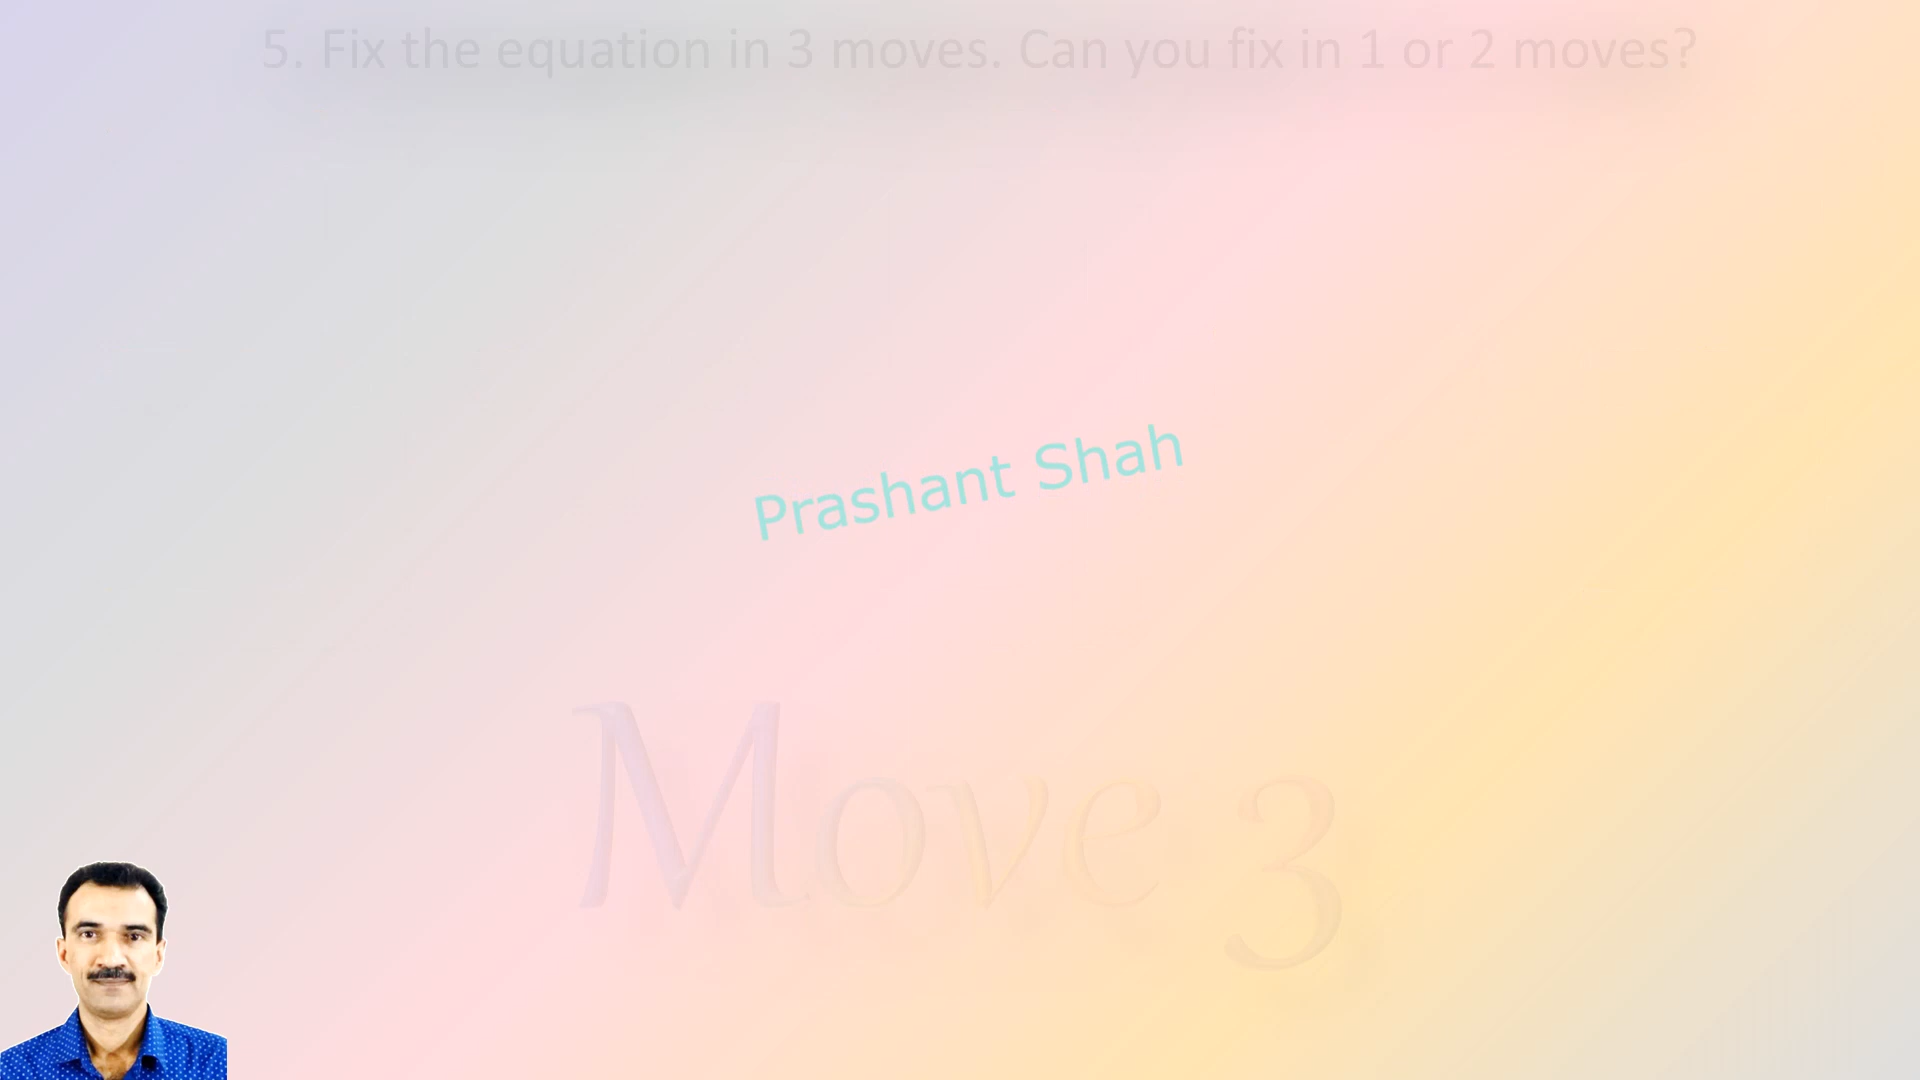 5. Fix the equation in 3 moves. Can you fix in 1 or 2 moves?
Prashant Shah
Move 3